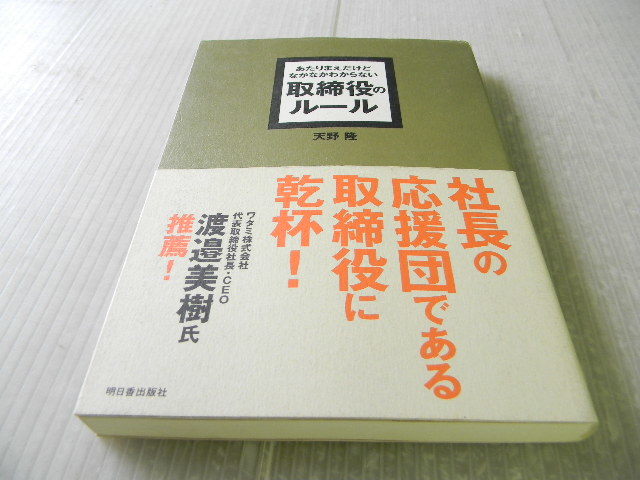 あたりまえだけど
なかなかわからない
取締役の
ルール
天野 隆
社長の
応援団である
取締役に
乾杯!
ワタミ株式会社
代表取締役社長・CEO
渡邉美樹氏
推薦!
明日香出版社